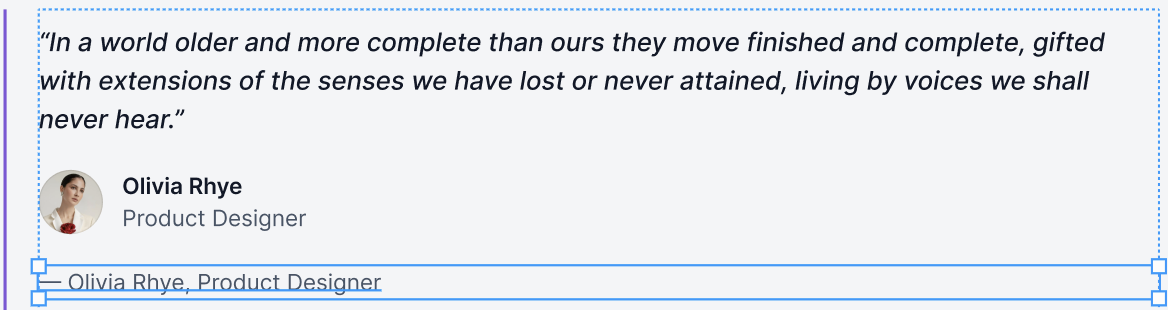 “In a world older and more complete than ours they move finished and complete, gifted
with extensions of the senses we have lost or never attained, living by voices we shall
never hear.”
Olivia Rhye
Product Designer
— Olivia Rhye, Product Designer